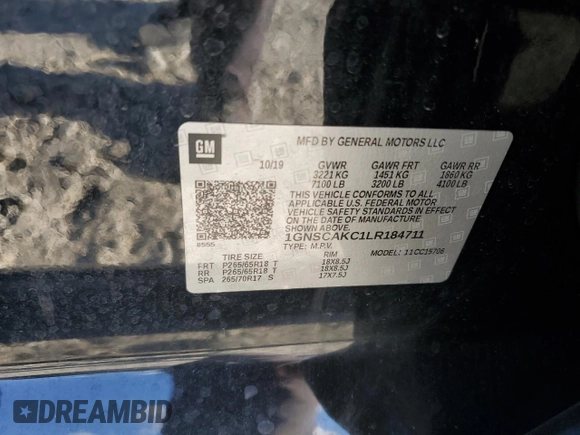 GM
MFD BY GENERAL MOTORS LLC
10/19 GVWR GAWR FRT GAWR RR
3221 KG 1451 KG 1860 KG
7100 LB 3200 LB 4100 LB
THIS VEHICLE CONFORMS TO ALL
APPLICABLE U.S. FEDERAL MOTOR
VEHICLE SAFETY STANDARDS IN EFFECT
ON THE DATE OF MANUFACTURE
SHOWN ABOVE.
1GNSCAKC1LR184711
8555 TYPE: M.P.V. MODEL: 11CC15706
TIRE SIZE RIM
FRT P265/65R18 T 18X8.5J
RR P265/65R18 T 18X8.5J
SPA 265/70R17 S 17X7.5J
DREAMBID